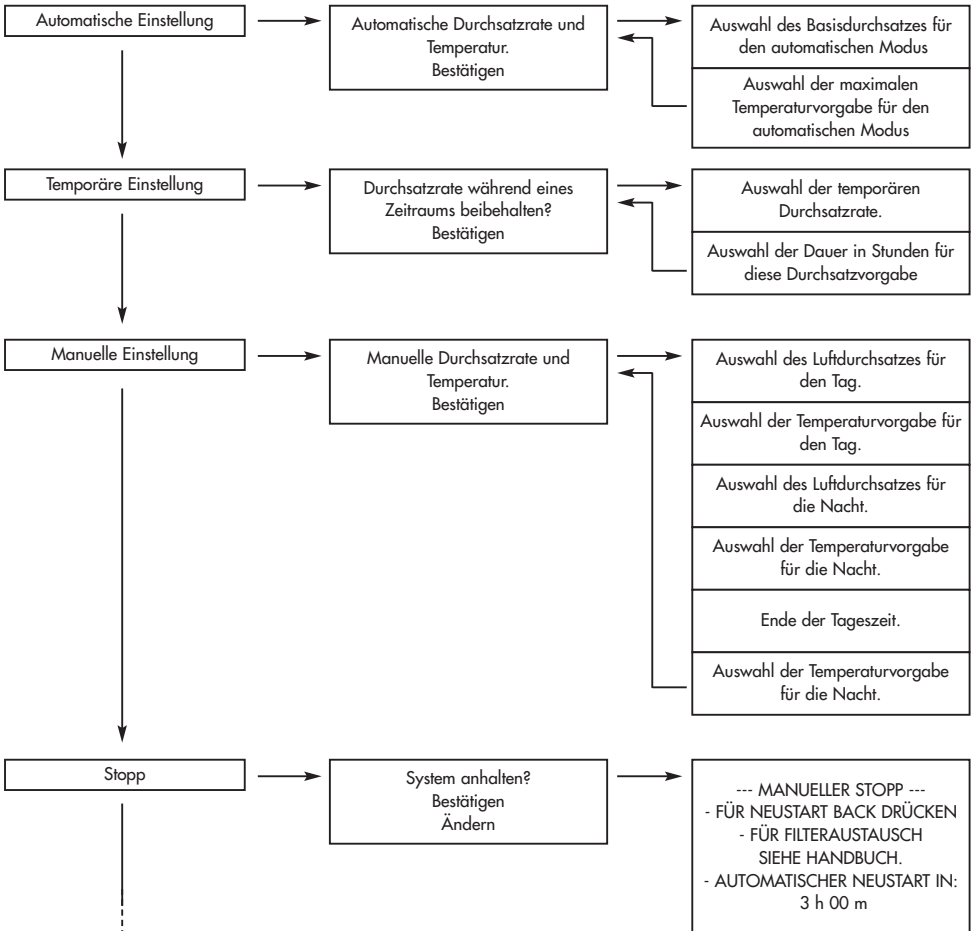 Automatische Einstellung
Automatische Durchsatzrate und
Temperatur.
Bestätigen
Auswahl des Basisdurchsatzes für
den automatischen Modus
Auswahl der maximalen
Temperaturvorgabe für den
automatischen Modus
Temporäre Einstellung
Durchsatzrate während eines
Zeitraums beibehalten?
Bestätigen
Auswahl der temporären
Durchsatzrate.
Auswahl der Dauer in Stunden für
diese Durchsatzvorgabe
Manuelle Einstellung
Manuelle Durchsatzrate und
Temperatur.
Bestätigen
Auswahl des Luftdurchsatzes für
den Tag.
Auswahl der Temperaturvorgabe für
den Tag.
Auswahl des Luftdurchsatzes für
die Nacht.
Auswahl der Temperaturvorgabe
für die Nacht.
Ende der Tageszeit.
Auswahl der Temperaturvorgabe
für die Nacht.
Stopp
System anhalten?
Bestätigen
Ändern
--- MANUELLER STOPP ---
- FÜR NEUSTART BACK DRÜCKEN
- FÜR FILTERAUSTAUSCH
SIEHE HANDBUCH.
- AUTOMATISCHER NEUSTART IN:
3 h 00 m